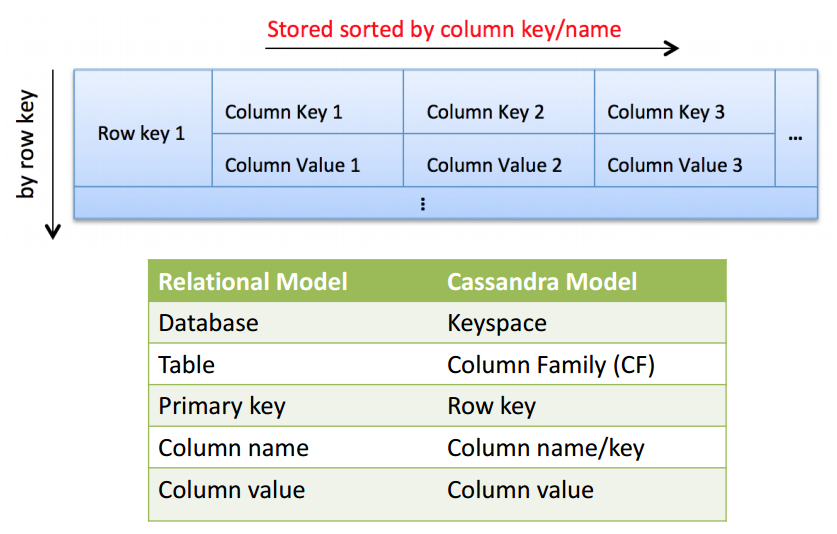 Stored sorted by column key/name
by row key
Row key 1
Column Key 1 Column Key 2 Column Key 3
Column Value 1 Column Value 2 Column Value 3
...
⋮
Relational Model Cassandra Model
Database Keyspace
Table Column Family (CF)
Primary key Row key
Column name Column name/key
Column value Column value